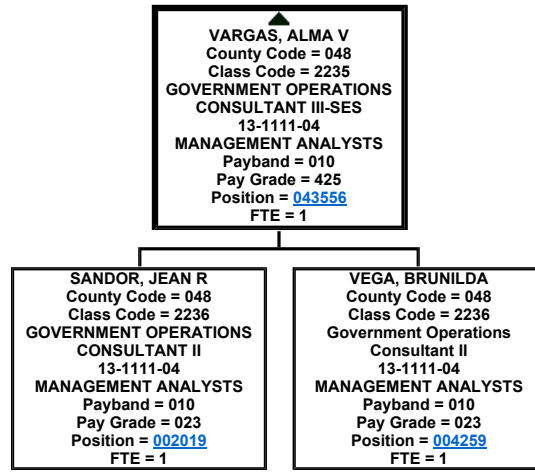 VARGAS, ALMA V
County Code = 048
Class Code = 2235
GOVERNMENT OPERATIONS
CONSULTANT III-SES
13-1111-04
MANAGEMENT ANALYSTS
Payband = 010
Pay Grade = 425
Position = 043556
FTE = 1
SANDOR, JEAN R
County Code = 048
Class Code = 2236
GOVERNMENT OPERATIONS
CONSULTANT II
13-1111-04
MANAGEMENT ANALYSTS
Payband = 010
Pay Grade = 023
Position = 002019
FTE = 1
VEGA, BRUNILDA
County Code = 048
Class Code = 2236
Government Operations
Consultant II
13-1111-04
MANAGEMENT ANALYSTS
Payband = 010
Pay Grade = 023
Position = 004259
FTE = 1